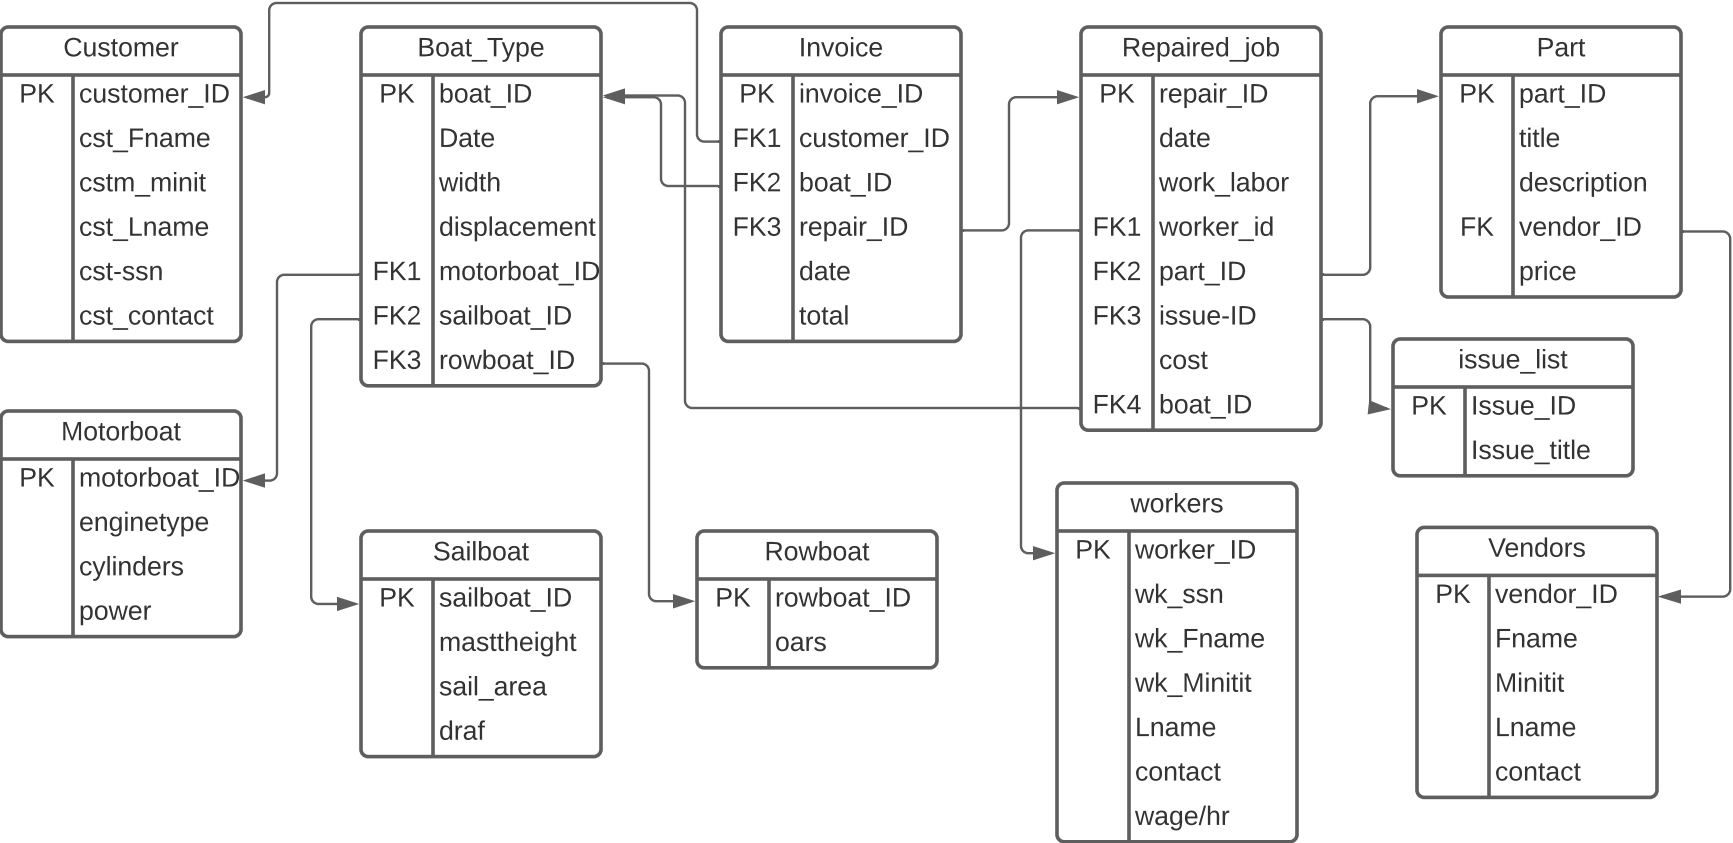 Customer
PK customer_ID
cst_Fname
cstm_minit
cst_Lname
cst-ssn
cst_contact
Boat_Type
PK boat_ID
Date
width
displacement
FK1 motorboat_ID
FK2 sailboat_ID
FK3 rowboat_ID
Invoice
PK invoice_ID
FK1 customer_ID
FK2 boat_ID
FK3 repair_ID
date
total
Repaired_job
PK repair_ID
date
work_labor
FK1 worker_id
FK2 part_ID
FK3 issue-ID
cost
FK4 boat_ID
Part
PK part_ID
title
description
FK vendor_ID
price
issue_list
PK Issue_ID
Issue_title
Motorboat
PK motorboat_ID
enginetype
cylinders
power
Sailboat
PK sailboat_ID
masttheight
sail_area
draf
Rowboat
PK rowboat_ID
oars
workers
PK worker_ID
wk_ssn
wk_Fname
wk_Minitit
Lname
contact
wage/hr
Vendors
PK vendor_ID
Fname
Minitit
Lname
contact